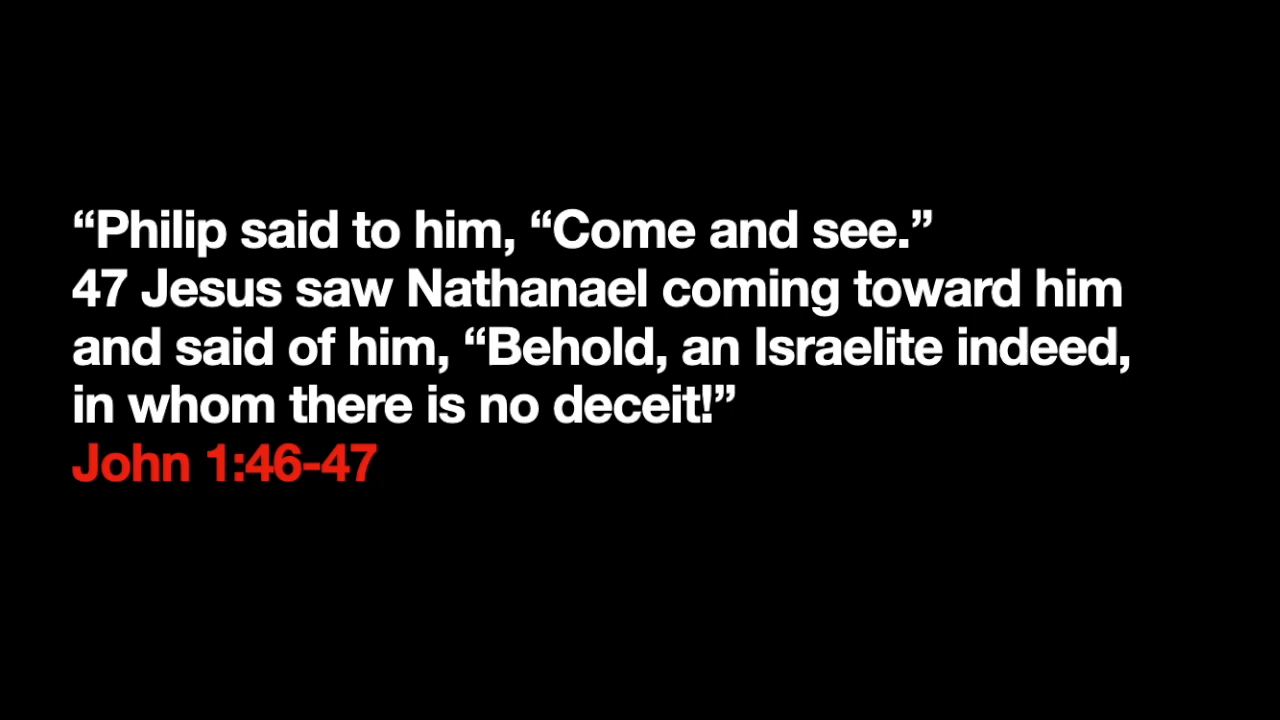 “Philip said to him, “Come and see.”
47 Jesus saw Nathanael coming toward him
and said of him, “Behold, an Israelite indeed,
in whom there is no deceit!”
John 1:46-47